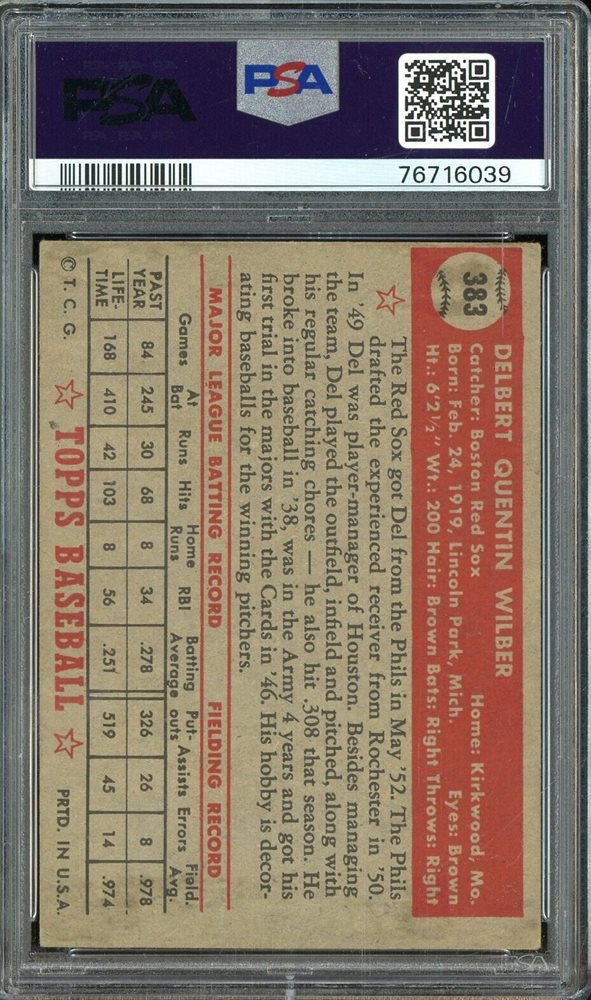 PSA
PSA
76716039
383
DELBERT QUENTIN WILBER
Catcher: Boston Red Sox Home: Kirkwood, Mo.
Born: Feb. 24, 1919, Lincoln Park, Mich. Eyes: Brown
Ht.: 6'2½" Wt.: 200 Hair: Brown Bats: Right Throws: Right
The Red Sox got Del from the Phils in May '52. The Phils
drafted the experienced receiver from Rochester in '50.
In '49 Del was player-manager of Houston. Besides managing
the team, Del played the outfield, infield and pitched, along with
his regular catching chores — he also hit .308 that season. He
broke into baseball in '38, was in the Army 4 years and got his
first trial in the majors with the Cards in '46. His hobby is decor-
ating baseballs for the winning pitchers.
MAJOR LEAGUE BATTING RECORD FIELDING RECORD
Games At Bat Runs Hits Home Runs RBI Batting Average Put-outs Assists Errors Field. Avg.
PAST YEAR 84 245 30 68 8 34 .278 326 26 8 .978
LIFE-TIME 168 410 42 103 8 56 .251 519 45 14 .974
© T. C. G. TOPPS BASEBALL PRTD. IN U.S.A.
PSA